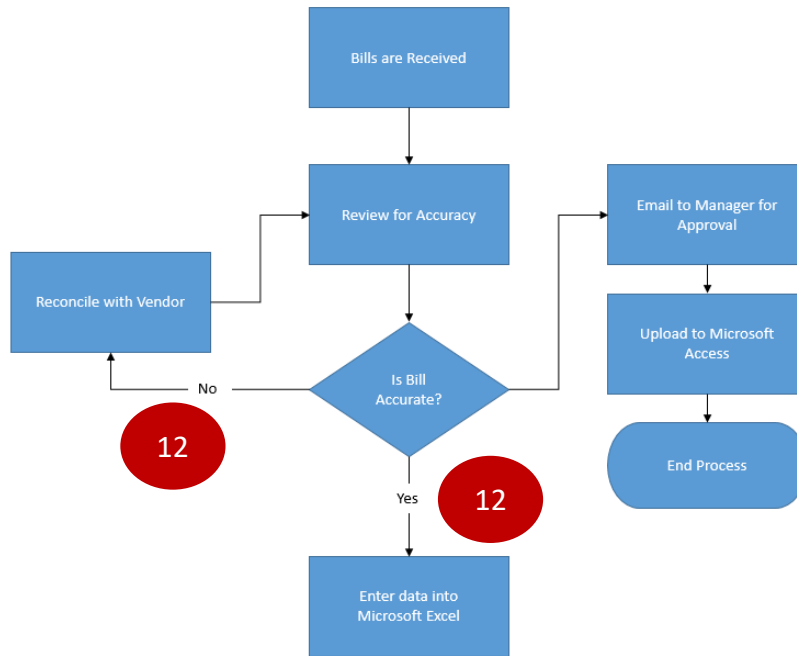 Bills are Received
Review for Accuracy
Email to Manager for
Approval
Reconcile with Vendor
Upload to Microsoft
Access
Is Bill
Accurate?
No
12
End Process
Yes
12
Enter data into
Microsoft Excel